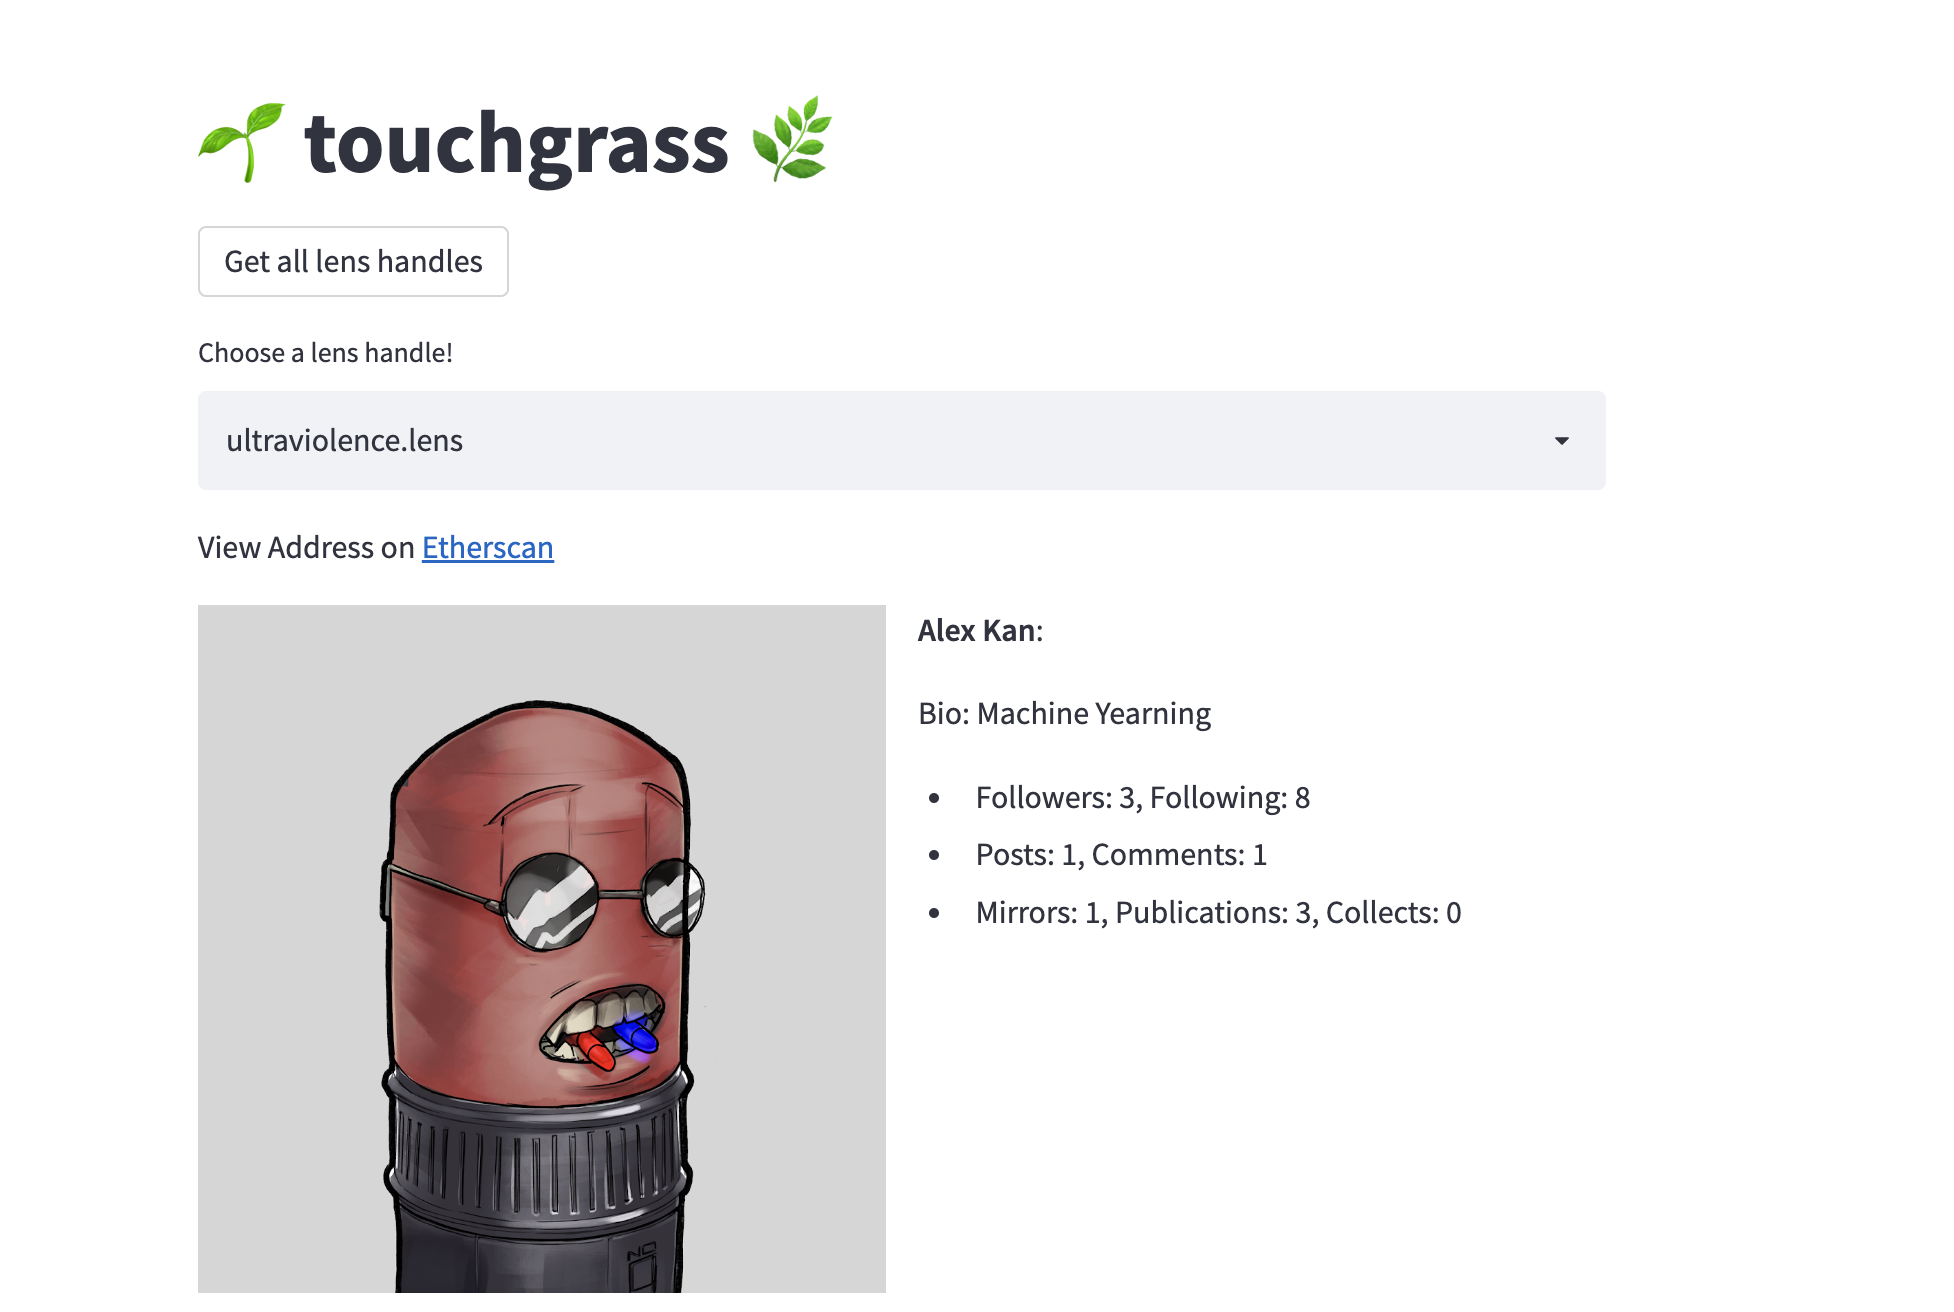 🌱 touchgrass 🌿
Get all lens handles
Choose a lens handle!
ultraviolence.lens
View Address on Etherscan
Alex Kan:
Bio: Machine Yearning
• Followers: 3, Following: 8
• Posts: 1, Comments: 1
• Mirrors: 1, Publications: 3, Collects: 0